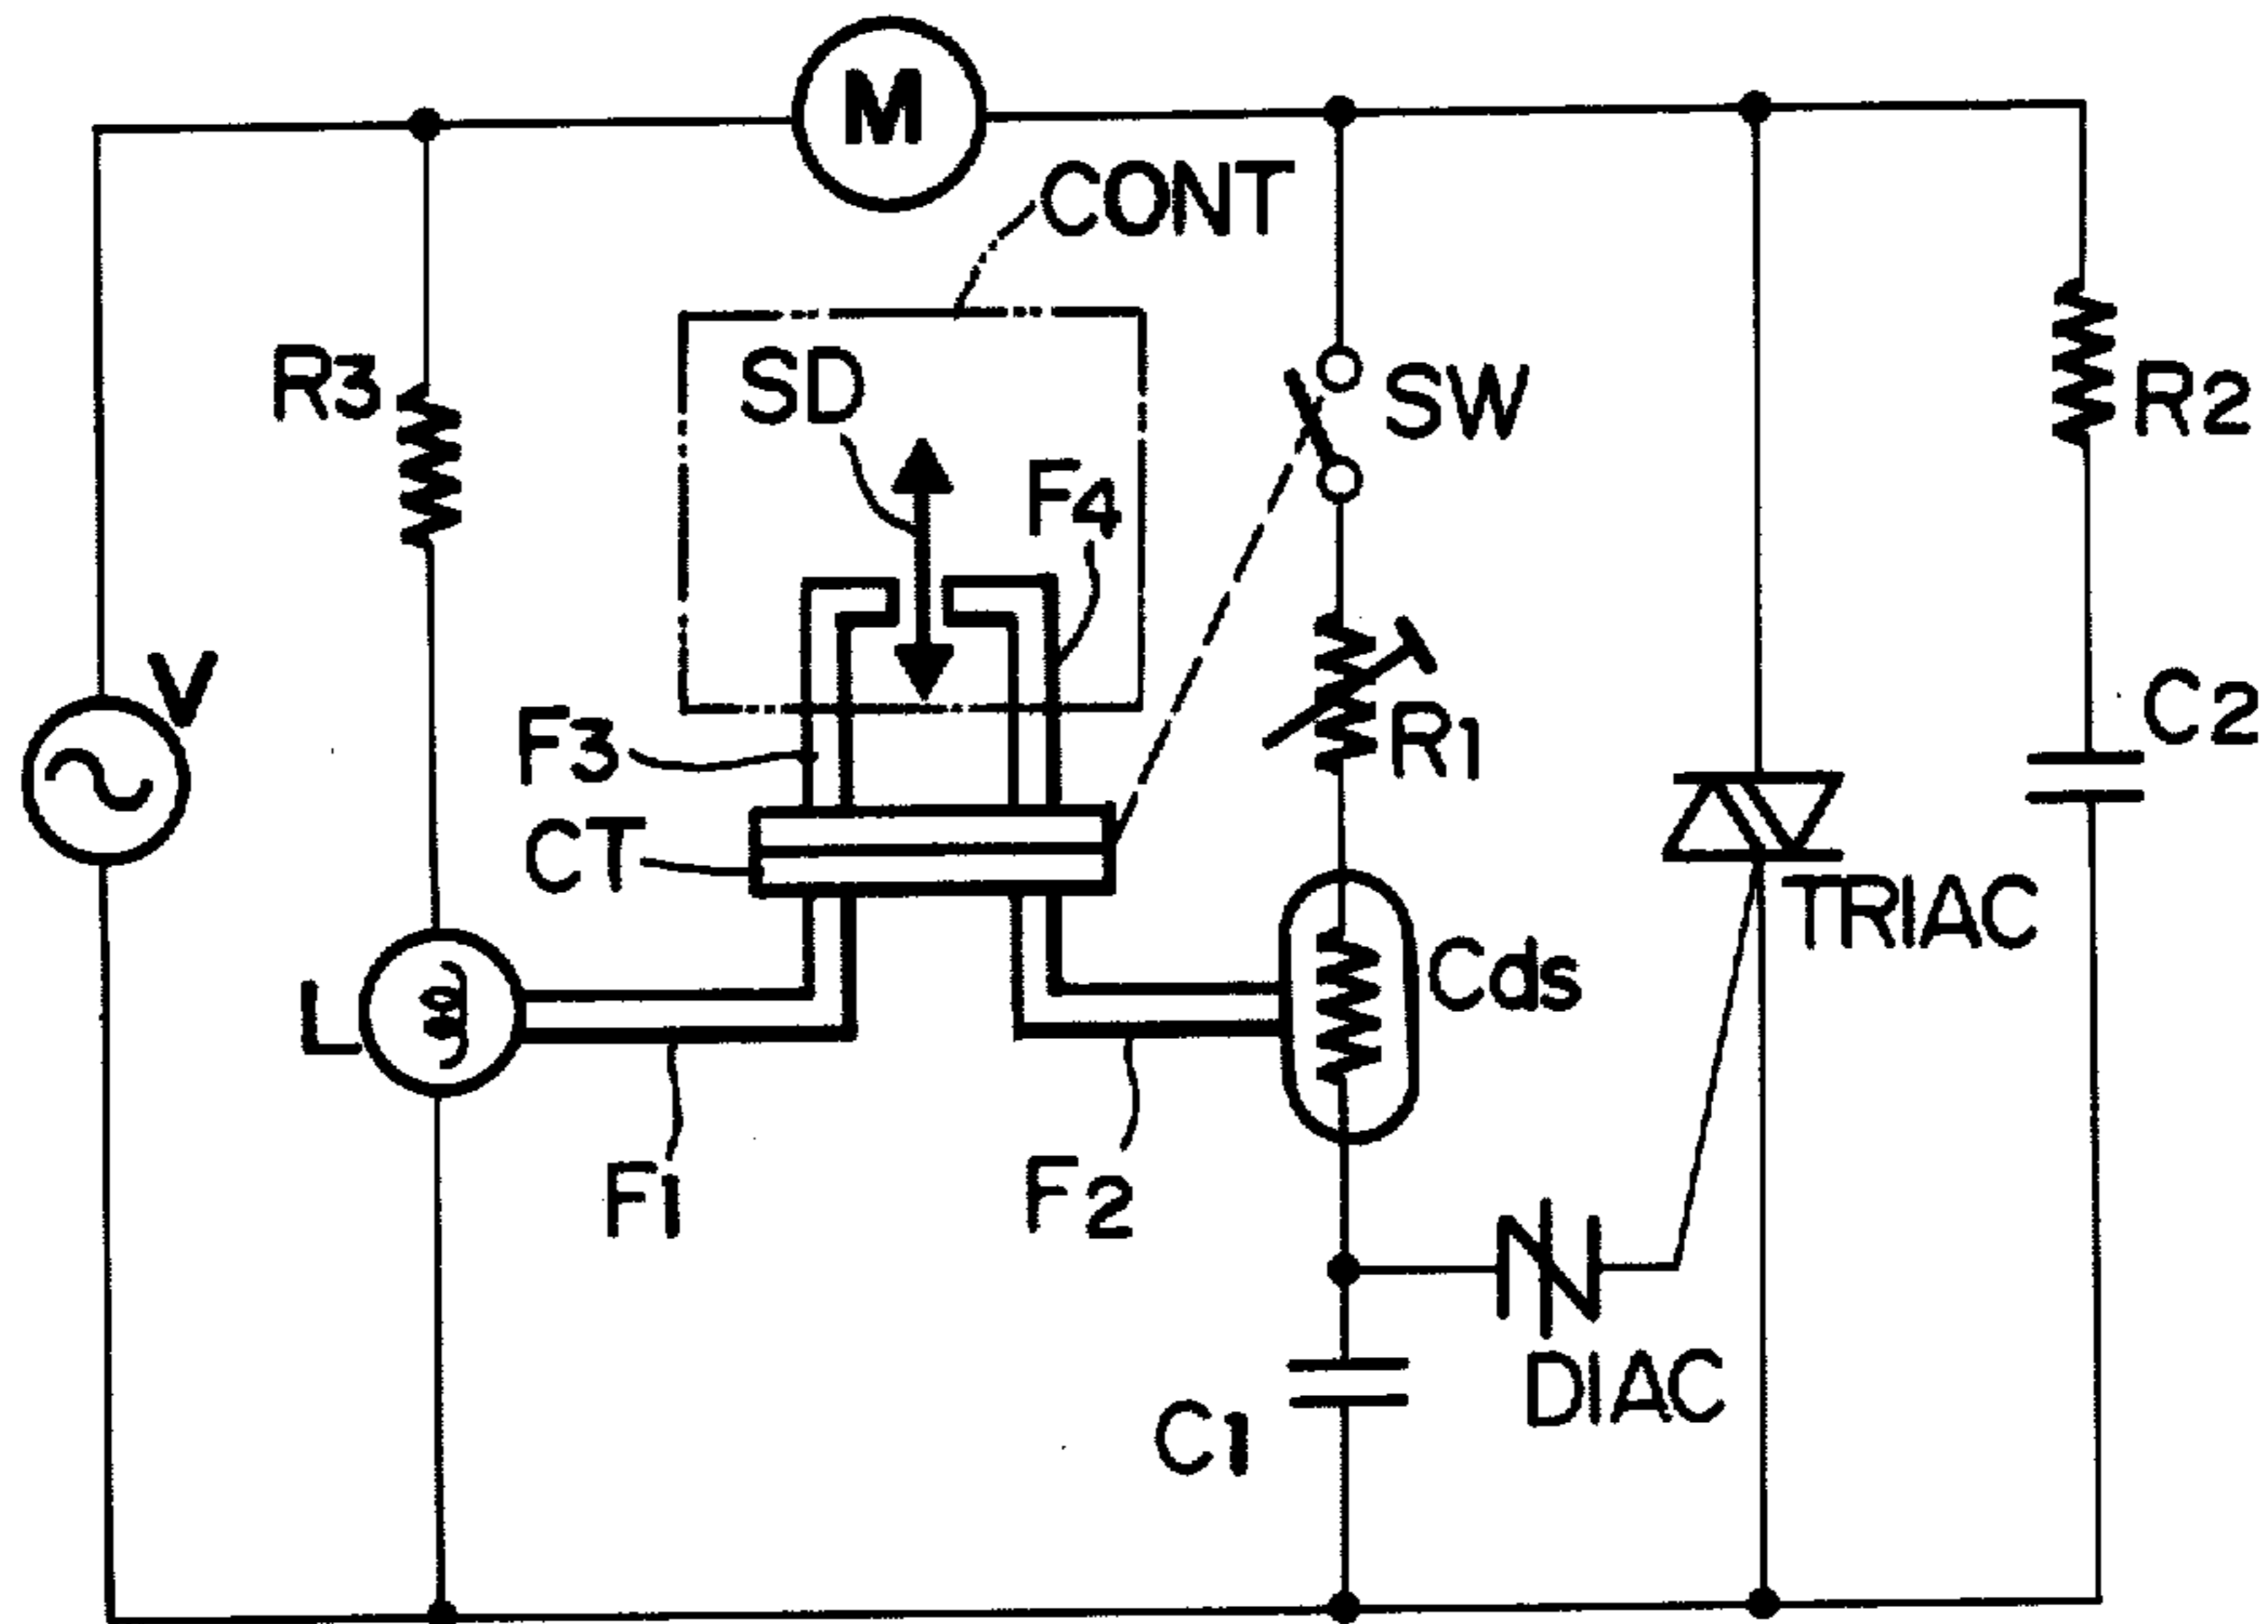 M
CONT
R3
SD
SW
R2
F4
V
C2
F3
R1
CT
TRIAC
L
Cds
F1
F2
DIAC
C1